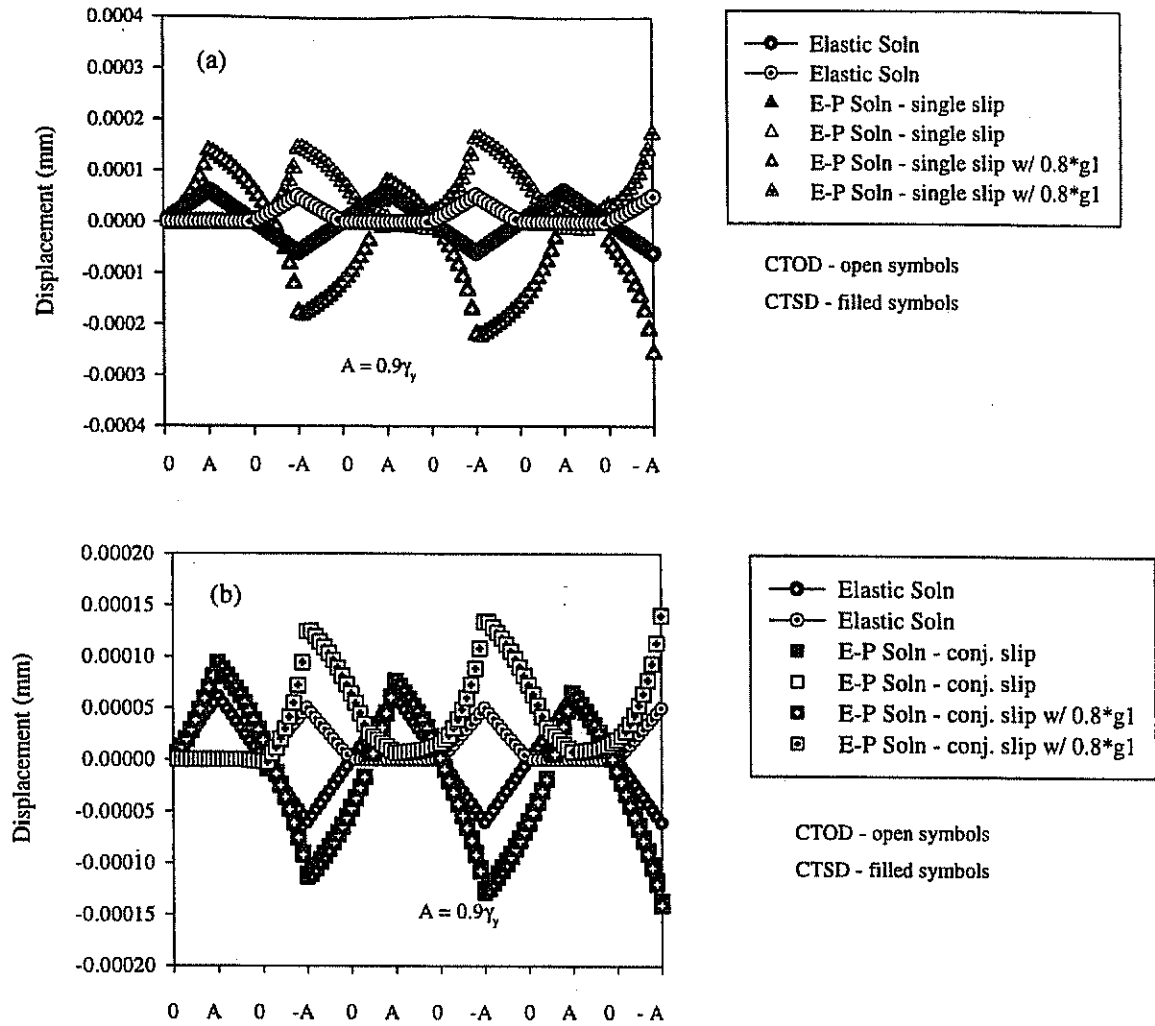 (a)
Displacement (mm)
0.0004
0.0003
0.0002
0.0001
0.0000
-0.0001
-0.0002
-0.0003
-0.0004
A = 0.9γy
0 A 0 -A 0 A 0 -A 0 A 0 - A
Elastic Soln
Elastic Soln
E-P Soln - single slip
E-P Soln - single slip
E-P Soln - single slip w/ 0.8*g1
E-P Soln - single slip w/ 0.8*g1
CTOD - open symbols
CTSD - filled symbols
(b)
Displacement (mm)
0.00020
0.00015
0.00010
0.00005
0.00000
-0.00005
-0.00010
-0.00015
-0.00020
A = 0.9γy
0 A 0 -A 0 A 0 -A 0 A 0 - A
Elastic Soln
Elastic Soln
E-P Soln - conj. slip
E-P Soln - conj. slip
E-P Soln - conj. slip w/ 0.8*g1
E-P Soln - conj. slip w/ 0.8*g1
CTOD - open symbols
CTSD - filled symbols